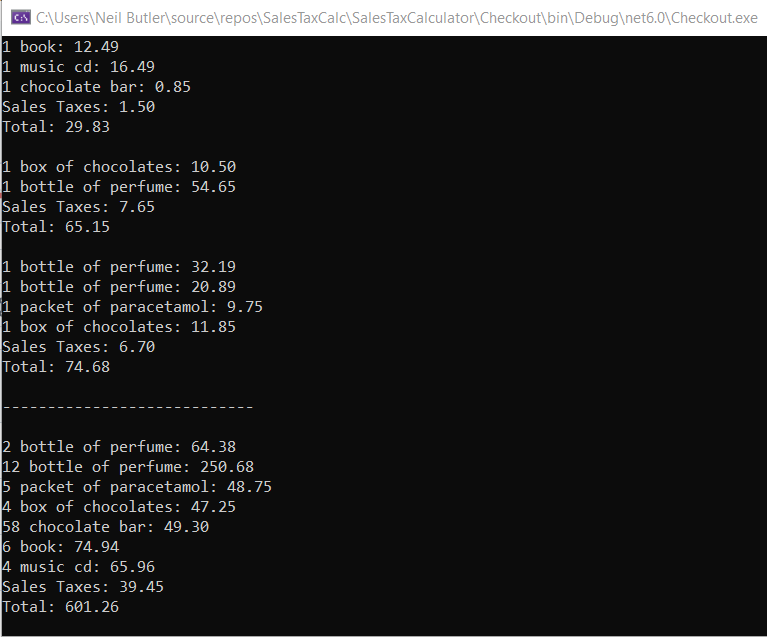 C:\Users\Neil Butler\source\repos\SalesTaxCalc\SalesTaxCalculator\Checkout\bin\Debug\net6.0\Checkout.exe
1 book: 12.49
1 music cd: 16.49
1 chocolate bar: 0.85
Sales Taxes: 1.50
Total: 29.83
1 box of chocolates: 10.50
1 bottle of perfume: 54.65
Sales Taxes: 7.65
Total: 65.15
1 bottle of perfume: 32.19
1 bottle of perfume: 20.89
1 packet of paracetamol: 9.75
1 box of chocolates: 11.85
Sales Taxes: 6.70
Total: 74.68
----------------------------
2 bottle of perfume: 64.38
12 bottle of perfume: 250.68
5 packet of paracetamol: 48.75
4 box of chocolates: 47.25
58 chocolate bar: 49.30
6 book: 74.94
4 music cd: 65.96
Sales Taxes: 39.45
Total: 601.26